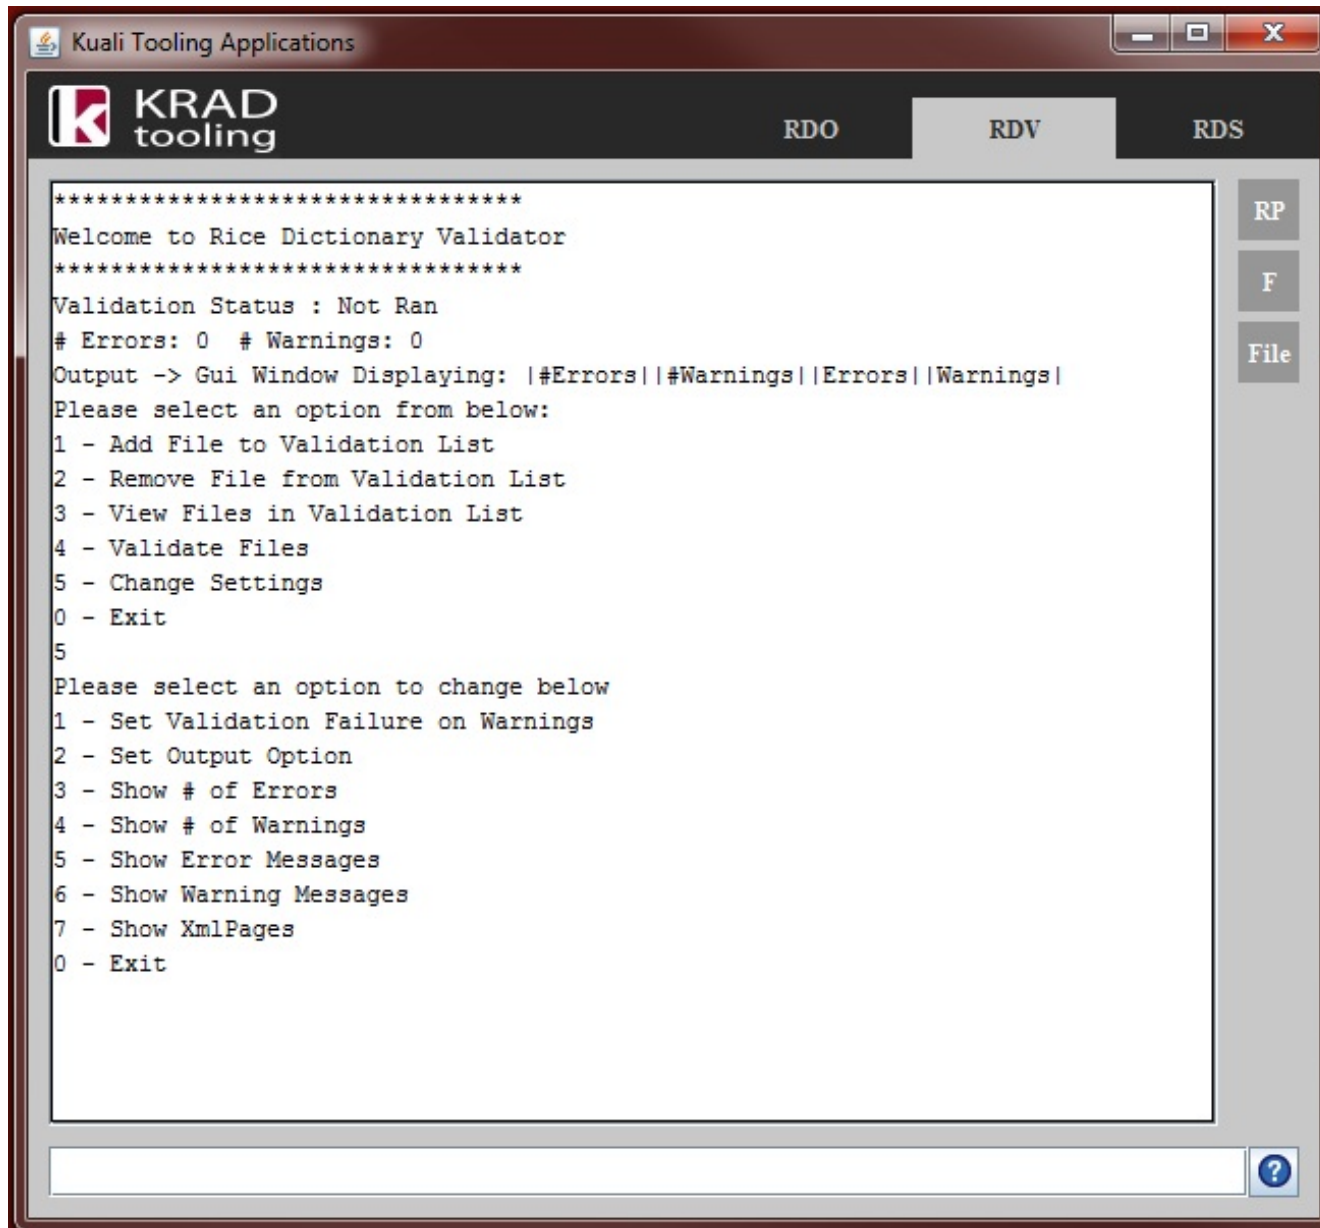 Kuali Tooling Applications
KRAD
tooling
RDO
RDV
RDS
*********************************
Welcome to Rice Dictionary Validator
*********************************
Validation Status : Not Ran
# Errors: 0  # Warnings: 0
Output -> Gui Window Displaying: |#Errors||#Warnings||Errors||Warnings|
Please select an option from below:
1 - Add File to Validation List
2 - Remove File from Validation List
3 - View Files in Validation List
4 - Validate Files
5 - Change Settings
0 - Exit
5
Please select an option to change below
1 - Set Validation Failure on Warnings
2 - Set Output Option
3 - Show # of Errors
4 - Show # of Warnings
5 - Show Error Messages
6 - Show Warning Messages
7 - Show XmlPages
0 - Exit
RP
F
File